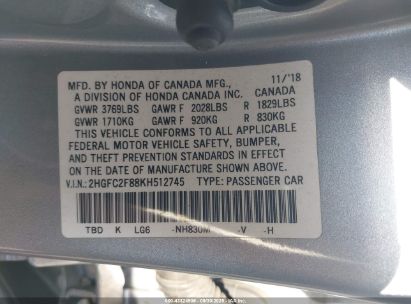 MFD. BY HONDA OF CANADA MFG., 11/'18
A DIVISION OF HONDA CANADA INC. CANADA
GVWR 3769LBS GAWR F 2028LBS R 1829LBS
GVWR 1710KG GAWR F 920KG R 830KG
THIS VEHICLE CONFORMS TO ALL APPLICABLE
FEDERAL MOTOR VEHICLE SAFETY, BUMPER,
AND THEFT PREVENTION STANDARDS IN EFFECT
ON THE DATE OF MANUFACTURE SHOWN ABOVE.
V.I.N.: 2HGFC2F88KH512745 TYPE: PASSENGER CAR
TBD K LG6 -NH830M -V -H